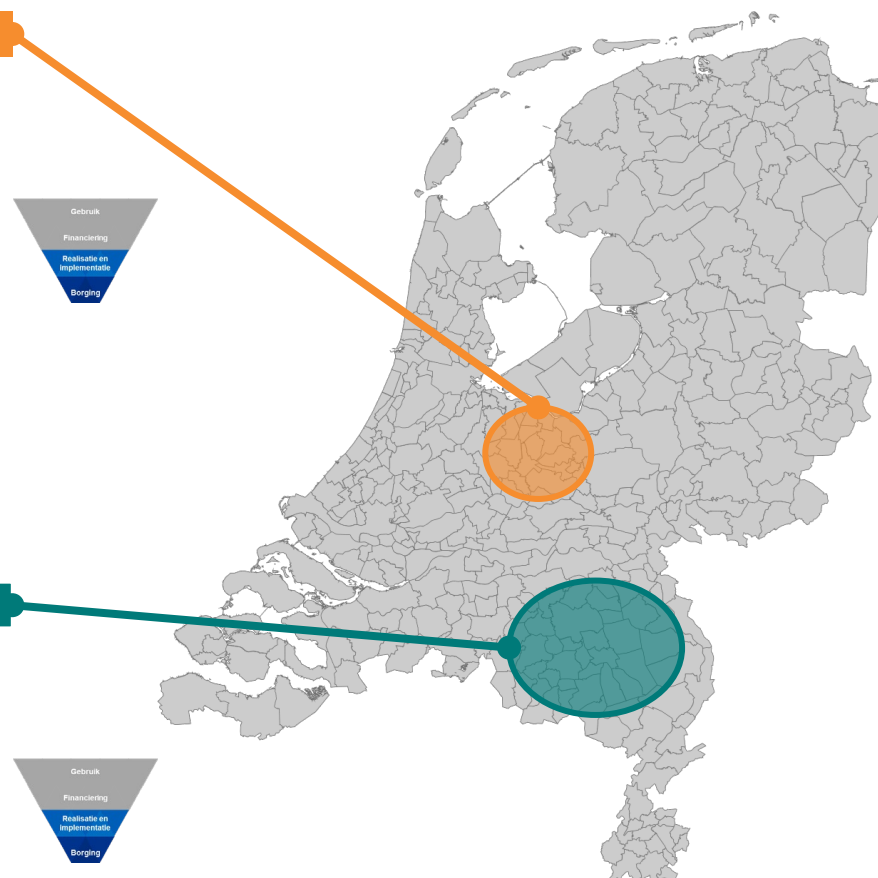 Gebruik
Financiering
Realisatie en
implementatie
Borging
Gebruik
Financiering
Realisatie en
implementatie
Borging